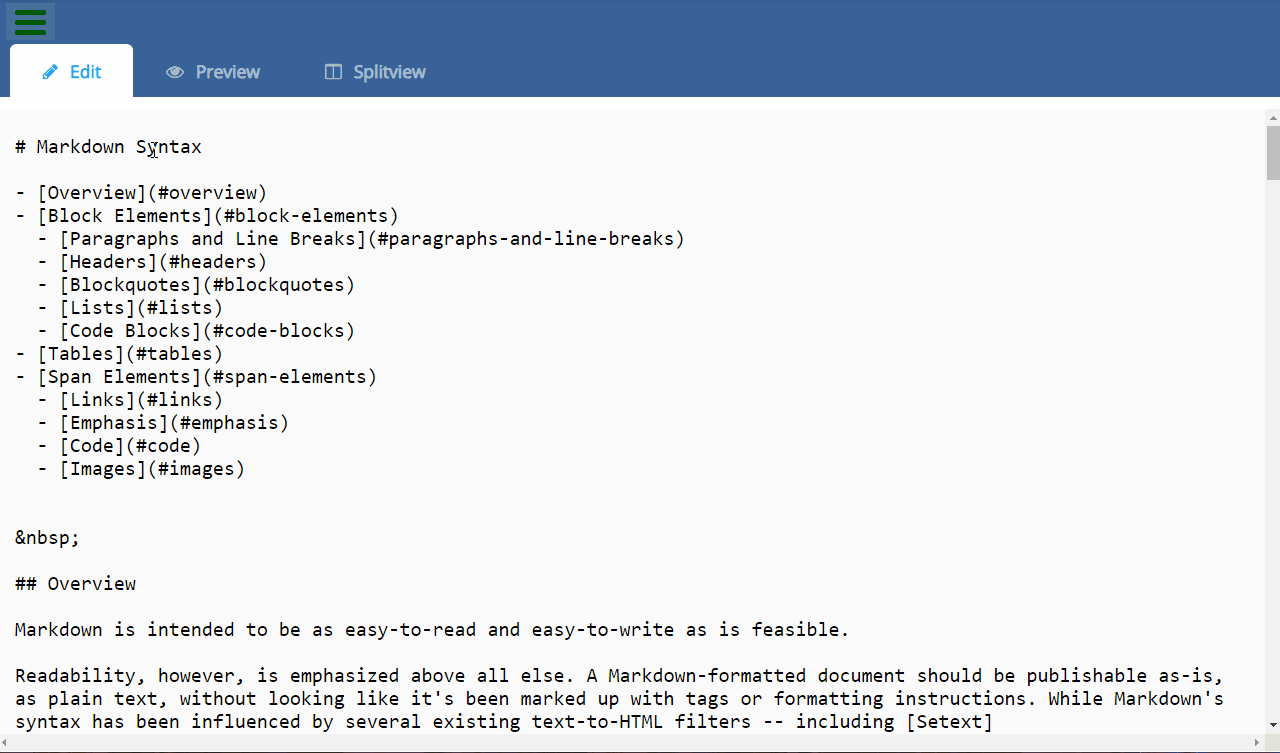 Edit Preview Splitview
# Markdown Syntax
- [Overview](#overview)
- [Block Elements](#block-elements)
  - [Paragraphs and Line Breaks](#paragraphs-and-line-breaks)
  - [Headers](#headers)
  - [Blockquotes](#blockquotes)
  - [Lists](#lists)
  - [Code Blocks](#code-blocks)
- [Tables](#tables)
- [Span Elements](#span-elements)
  - [Links](#links)
  - [Emphasis](#emphasis)
  - [Code](#code)
  - [Images](#images)
&nbsp;
## Overview
Markdown is intended to be as easy-to-read and easy-to-write as is feasible.
Readability, however, is emphasized above all else. A Markdown-formatted document should be publishable as-is,
as plain text, without looking like it's been marked up with tags or formatting instructions. While Markdown's
syntax has been influenced by several existing text-to-HTML filters -- including [Setext]